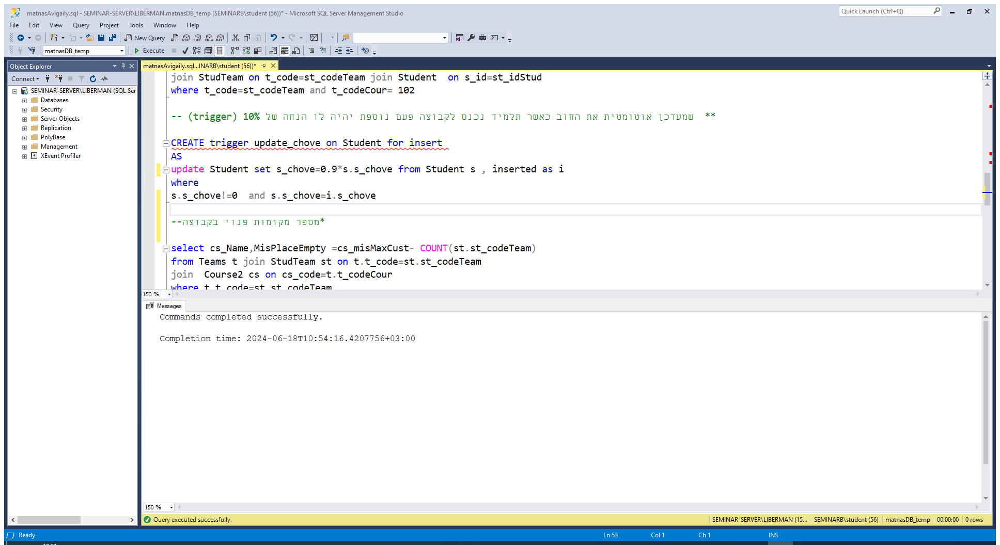 matnasAvigaily.sql - SEMINAR-SERVER\LIBERMAN.matnasDB_temp (SEMINARB\student (56))* - Microsoft SQL Server Management Studio
Quick Launch (Ctrl+Q)
File Edit View Query Project Tools Window Help
New Query MDX DMX XMLA DAX
matnasDB_temp Execute
Object Explorer
matnasAvigaily.sql...INARB\student (56))*
Connect
SEMINAR-SERVER\LIBERMAN (SQL Ser
Databases
Security
Server Objects
Replication
PolyBase
Management
XEvent Profiler
join StudTeam on t_code=st_codeTeam join Student  on s_id=st_idStud
where t_code=st_codeTeam and t_codeCour= 102
-- (trigger) 10% שמעדכן אוטומטית את החוב כאשר תלמיד נכנס לקבוצה פעם נוספת יהיה לו הנחה של  **
CREATE trigger update_chove on Student for insert
AS
update Student set s_chove=0.9*s.s_chove from Student s , inserted as i
where
s.s_chove!=0  and s.s_chove=i.s_chove
--מספר מקומות פנוי בקבוצה*
select cs_Name,MisPlaceEmpty =cs_misMaxCust- COUNT(st.st_codeTeam)
from Teams t join StudTeam st on t.t_code=st.st_codeTeam
join  Course2 cs on cs_code=t.t_codeCour
where t.t_code=st.st_codeTeam
150 %
Messages
Commands completed successfully.
Completion time: 2024-06-18T10:54:16.4207756+03:00
150 %
Query executed successfully.
SEMINAR-SERVER\LIBERMAN (15... SEMINARB\student (56) matnasDB_temp 00:00:00 0 rows
Ready Ln 53 Col 1 Ch 1 INS